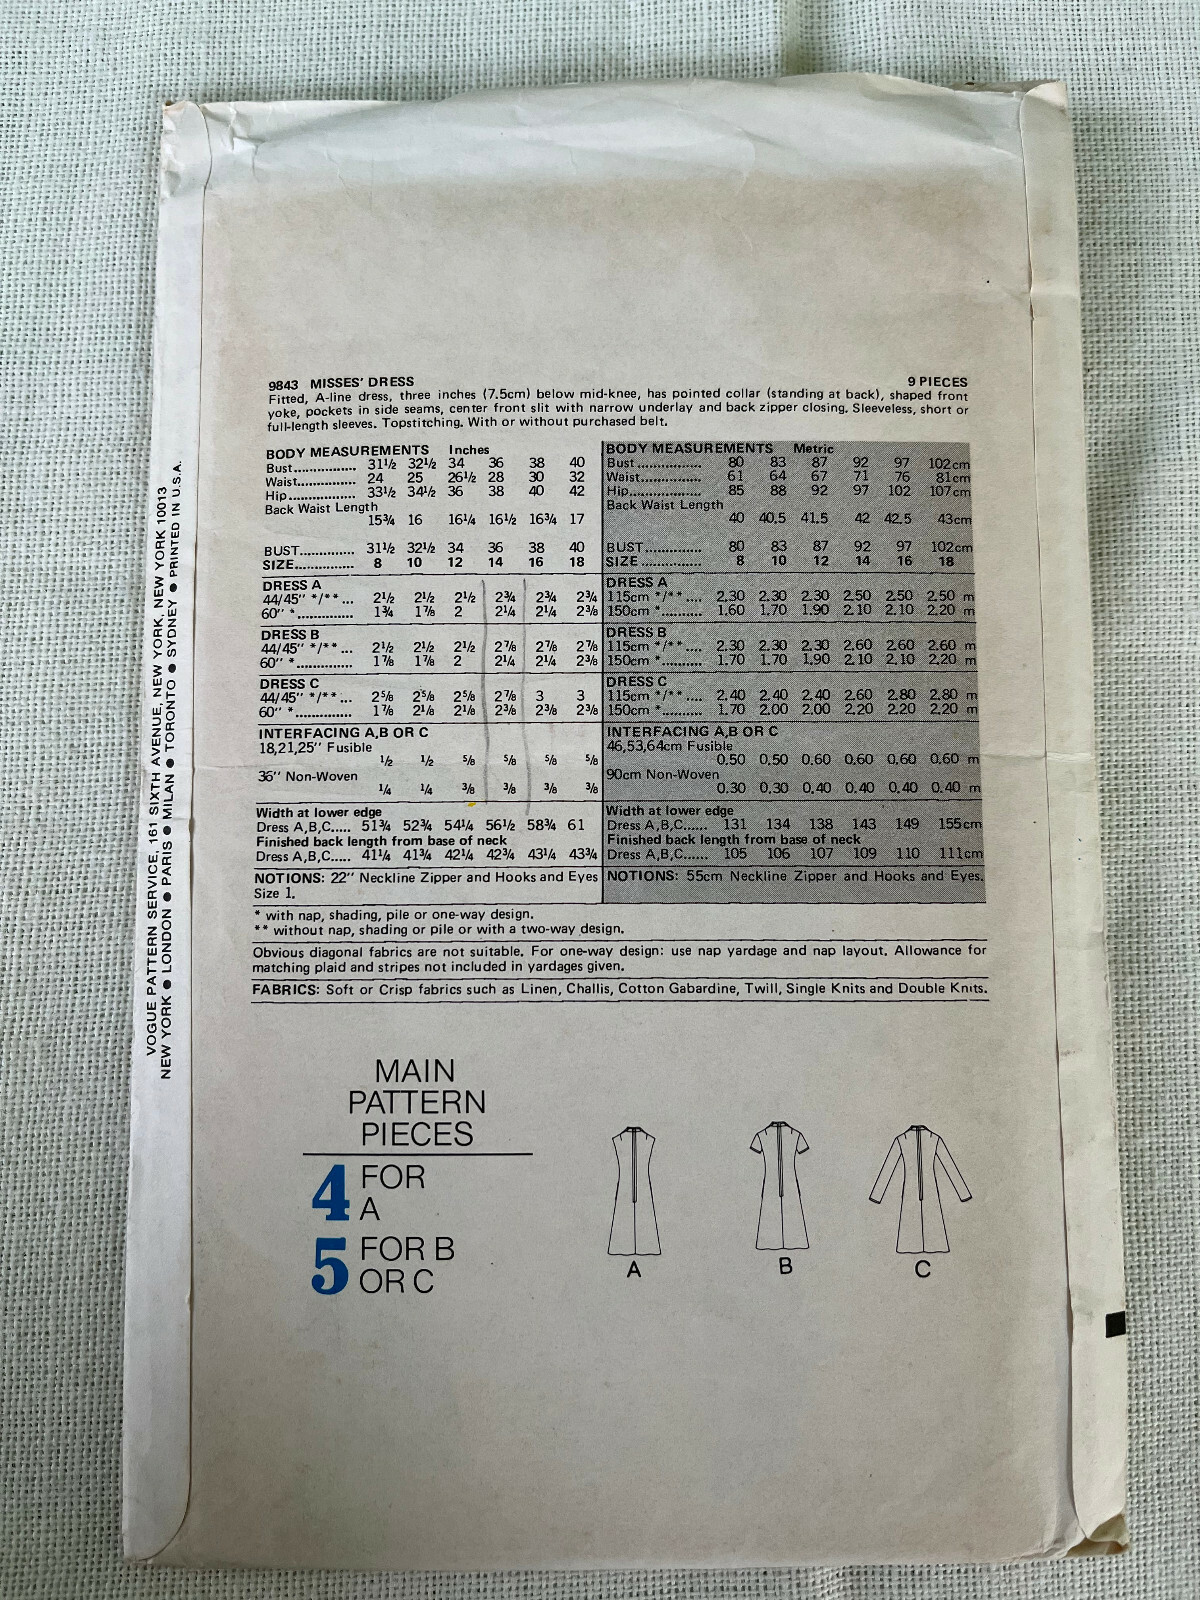 VOGUE PATTERN SERVICE, 161 SIXTH AVENUE, NEW YORK, NEW YORK 10013
NEW YORK ● LONDON ● PARIS ● MILAN ● TORONTO ● SYDNEY ● PRINTED IN U.S.A.
9843 MISSES' DRESS 9 PIECES
Fitted, A-line dress, three inches (7.5cm) below mid-knee, has pointed collar (standing at back), shaped front
yoke, pockets in side seams, center front slit with narrow underlay and back zipper closing. Sleeveless, short or
full-length sleeves. Topstitching. With or without purchased belt.
BODY MEASUREMENTS Inches
Bust............... 31½ 32½ 34 36 38 40
Waist.............. 24 25 26½ 28 30 32
Hip................ 33½ 34½ 36 38 40 42
Back Waist Length
15¾ 16 16¼ 16½ 16¾ 17
BUST............. 31½ 32½ 34 36 38 40
SIZE.............. 8 10 12 14 16 18
DRESS A
44/45" */** ... 2½ 2½ 2½ 2¾ 2¾ 2¾
60" *.............. 1¾ 1⅞ 2 2¼ 2¼ 2⅜
DRESS B
44/45" */** ... 2½ 2½ 2½ 2⅞ 2⅞ 2⅞
60" *.............. 1⅞ 1⅞ 2 2¼ 2¼ 2⅜
DRESS C
44/45" */** ... 2⅝ 2⅝ 2⅝ 2⅞ 3 3
60" *.............. 1⅞ 2⅛ 2⅛ 2⅜ 2⅜ 2⅜
INTERFACING A,B OR C
18,21,25" Fusible
½ ½ ⅝ ⅝ ⅝ ⅝
36" Non-Woven
¼ ¼ ⅜ ⅜ ⅜ ⅜
Width at lower edge
Dress A,B,C..... 51¾ 52¾ 54¼ 56½ 58¾ 61
Finished back length from base of neck
Dress A,B,C..... 41¼ 41¾ 42¼ 42¾ 43¼ 43¾
NOTIONS: 22" Neckline Zipper and Hooks and Eyes
Size 1.
BODY MEASUREMENTS Metric
Bust ................ 80 83 87 92 97 102cm
Waist............... 61 64 67 71 76 81cm
Hip.................. 85 88 92 97 102 107cm
Back Waist Length
40 40.5 41.5 42 42.5 43cm
BUST.............. 80 83 87 92 97 102cm
SIZE ............... 8 10 12 14 16 18
DRESS A
115cm */** .... 2.30 2.30 2.30 2.50 2.50 2.50 m
150cm *.......... 1.60 1.70 1.90 2.10 2.10 2.20 m
DRESS B
115cm */** .... 2.30 2.30 2.30 2.60 2.60 2.60 m
150cm *.......... 1.70 1.70 1.90 2.10 2.10 2.20 m
DRESS C
115cm */** .... 2.40 2.40 2.40 2.60 2.80 2.80 m
150cm *.......... 1.70 2.00 2.00 2.20 2.20 2.20 m
INTERFACING A,B OR C
46,53,64cm Fusible
0.50 0.50 0.60 0.60 0.60 0.60 m
90cm Non-Woven
0.30 0.30 0.40 0.40 0.40 0.40 m
Width at lower edge
Dress A,B,C...... 131 134 138 143 149 155cm
Finished back length from base of neck
Dress A,B,C...... 105 106 107 109 110 111cm
NOTIONS: 55cm Neckline Zipper and Hooks and Eyes.
* with nap, shading, pile or one-way design.
** without nap, shading or pile or with a two-way design.
Obvious diagonal fabrics are not suitable. For one-way design: use nap yardage and nap layout. Allowance for
matching plaid and stripes not included in yardages given.
FABRICS: Soft or Crisp fabrics such as Linen, Challis, Cotton Gabardine, Twill, Single Knits and Double Knits.
MAIN
PATTERN
PIECES
4 FOR
A
5 FOR B
OR C
A B C